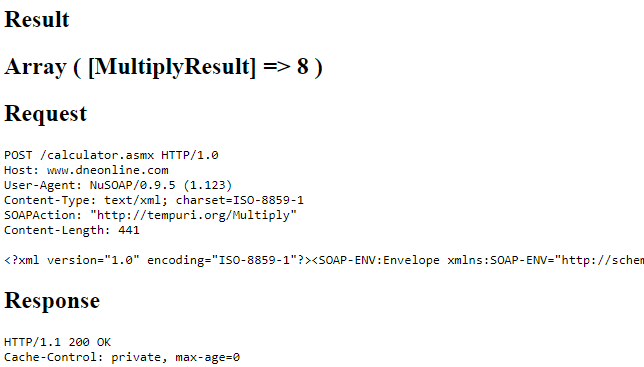 Result
Array ( [MultiplyResult] => 8 )
Request
POST /calculator.asmx HTTP/1.0
Host: www.dneonline.com
User-Agent: NuSOAP/0.9.5 (1.123)
Content-Type: text/xml; charset=ISO-8859-1
SOAPAction: "http://tempuri.org/Multiply"
Content-Length: 441
<?xml version="1.0" encoding="ISO-8859-1"?><SOAP-ENV:Envelope xmlns:SOAP-ENV="http://schem
Response
HTTP/1.1 200 OK
Cache-Control: private, max-age=0